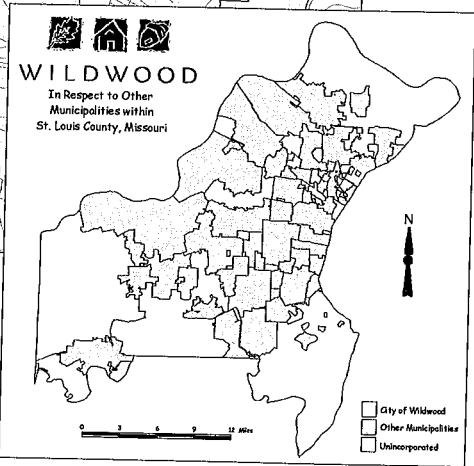 WILDWOOD
In Respect to Other
Municipalities within
St. Louis County, Missouri
N
0 3 6 9 12 Miles
City of Wildwood
Other Municipalities
Unincorporated